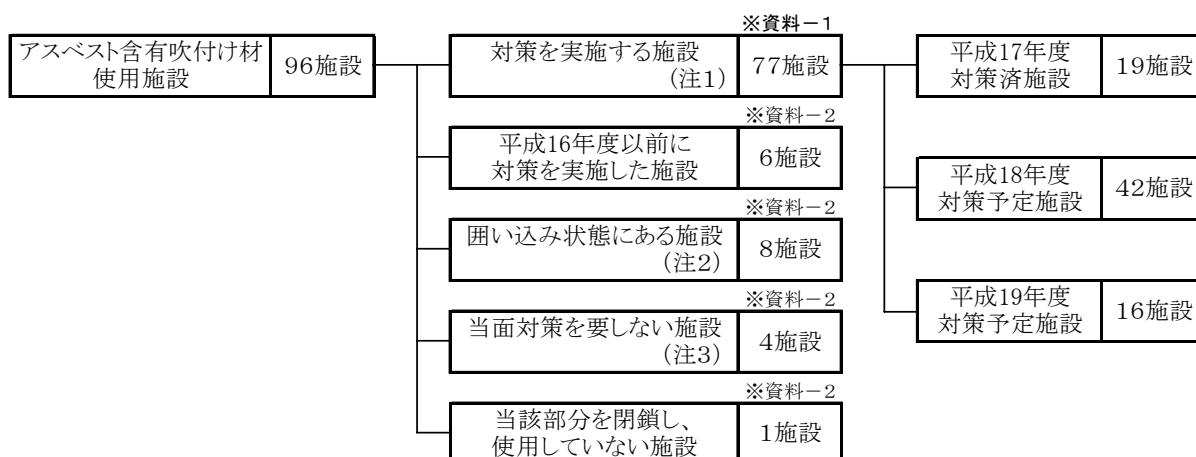 アスベスト含有吹付け材
使用施設
96施設
※資料－1
対策を実施する施設
(注1)
77施設
※資料－2
平成16年度以前に
対策を実施した施設
6施設
※資料－2
囲い込み状態にある施設
(注2)
8施設
※資料－2
当面対策を要しない施設
(注3)
4施設
※資料－2
当該部分を閉鎖し、
使用していない施設
1施設
平成17年度
対策済施設
19施設
平成18年度
対策予定施設
42施設
平成19年度
対策予定施設
16施設